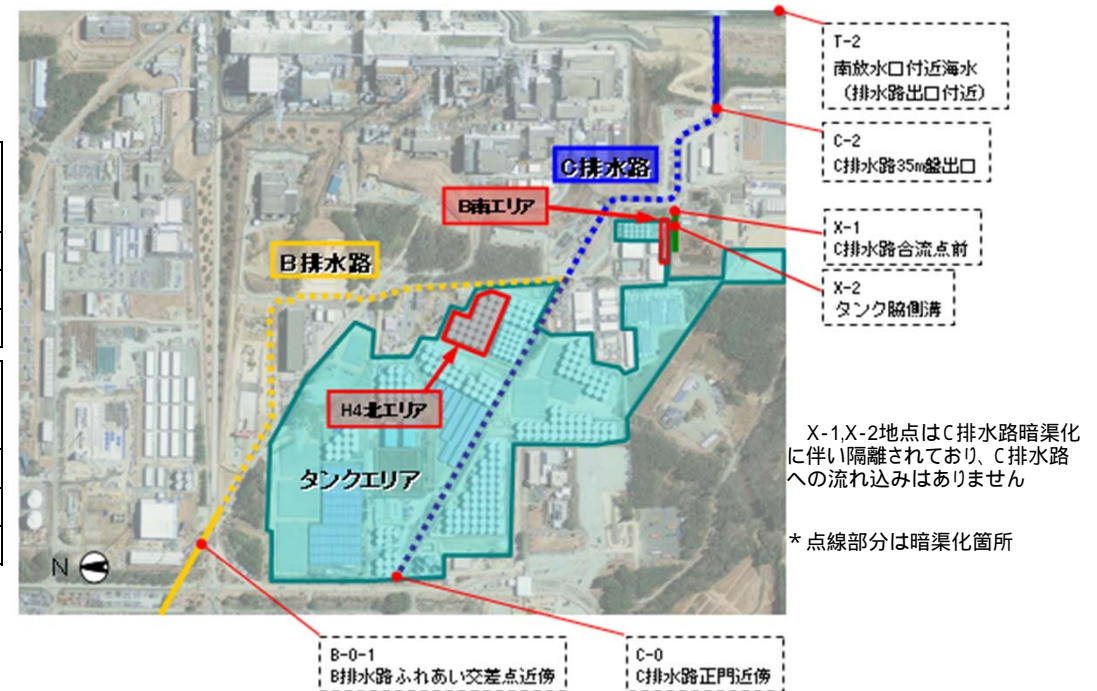 T-2
南放水口付近海水
（排水路出口付近）
C-2
C排水路35m盤出口
C排水路
B南エリア
X-1
C排水路合流点前
B排水路
X-2
タンク脇側溝
H4北エリア
タンクエリア
X-1,X-2地点はC排水路暗渠化
に伴い隔離されており、C排水路
への流れ込みはありません
*点線部分は暗渠化箇所
N
B-0-1
B排水路ふれあい交差点近傍
C-0
C排水路正門近傍